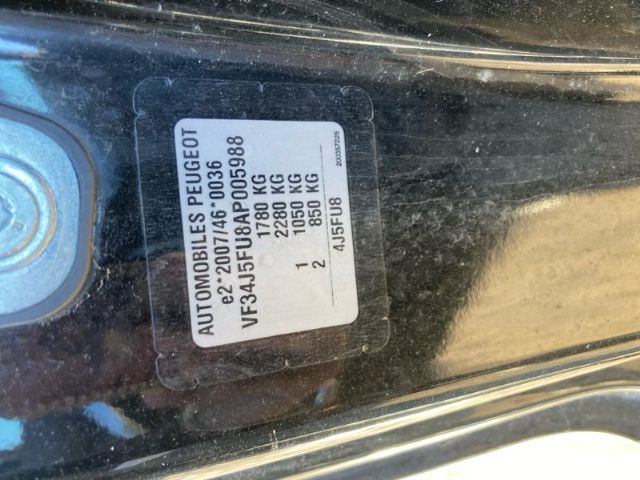 AUTOMOBILES PEUGEOT
e2*2007/46*0036
VF34J5FU8AP005988
1780 KG
2280 KG
1 1050 KG
2 850 KG
4J5FU8